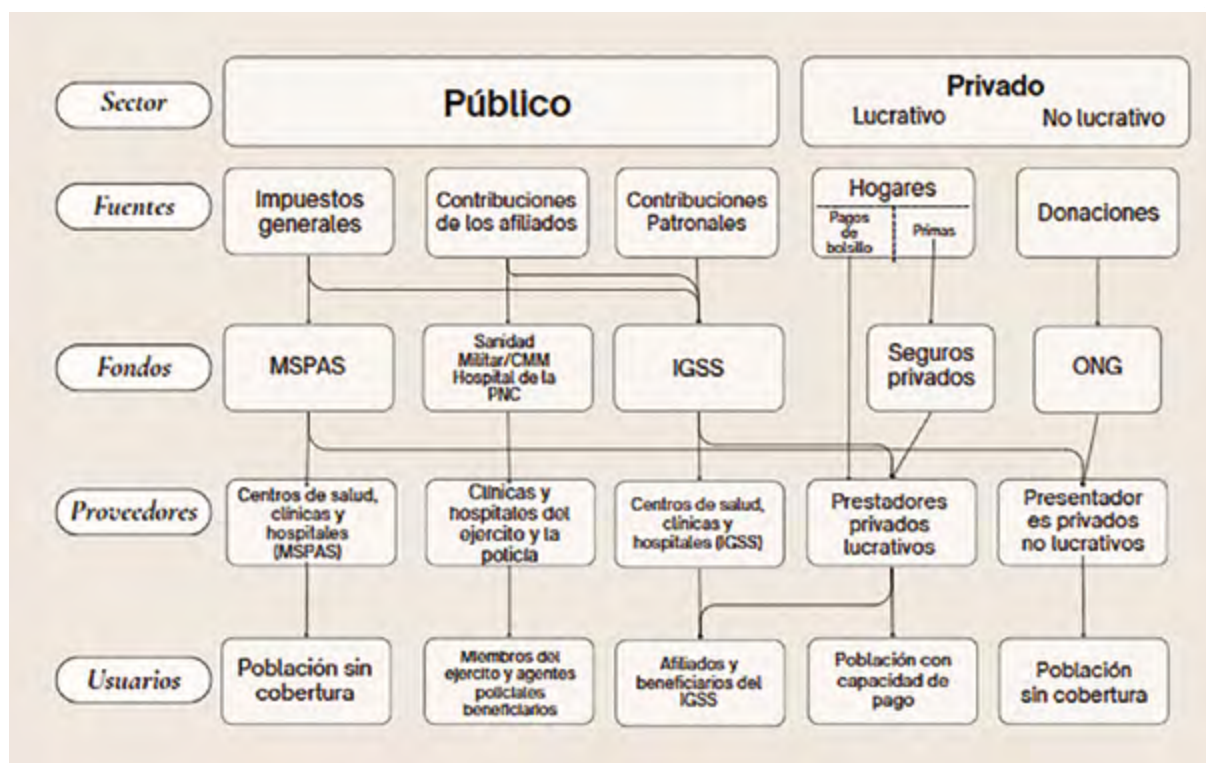 Sector
Público
Privado
Lucrativo
No lucrativo
Fuentes
Impuestos
generales
Contribuciones
de los afiliados
Contribuciones
Patronales
Hogares
Pagos
de
bolsillo
Primas
Donaciones
Fondos
MSPAS
Sanidad
Militar/CMM
Hospital de la
PNC
IGSS
Seguros
privados
ONG
Proveedores
Centros de salud,
clínicas y
hospitales
(MSPAS)
Clínicas y
hospitales del
ejercito y la
policía
Centros de salud,
clínicas y
hospitales (IGSS)
Prestadores
privados
lucrativos
Presentador
es privados
no lucrativos
Usuarios
Población sin
cobertura
Miembros del
ejercito y agentes
policiales
beneficiarios
Afiliados y
beneficiarios del
IGSS
Población con
capacidad de
pago
Población
sin cobertura